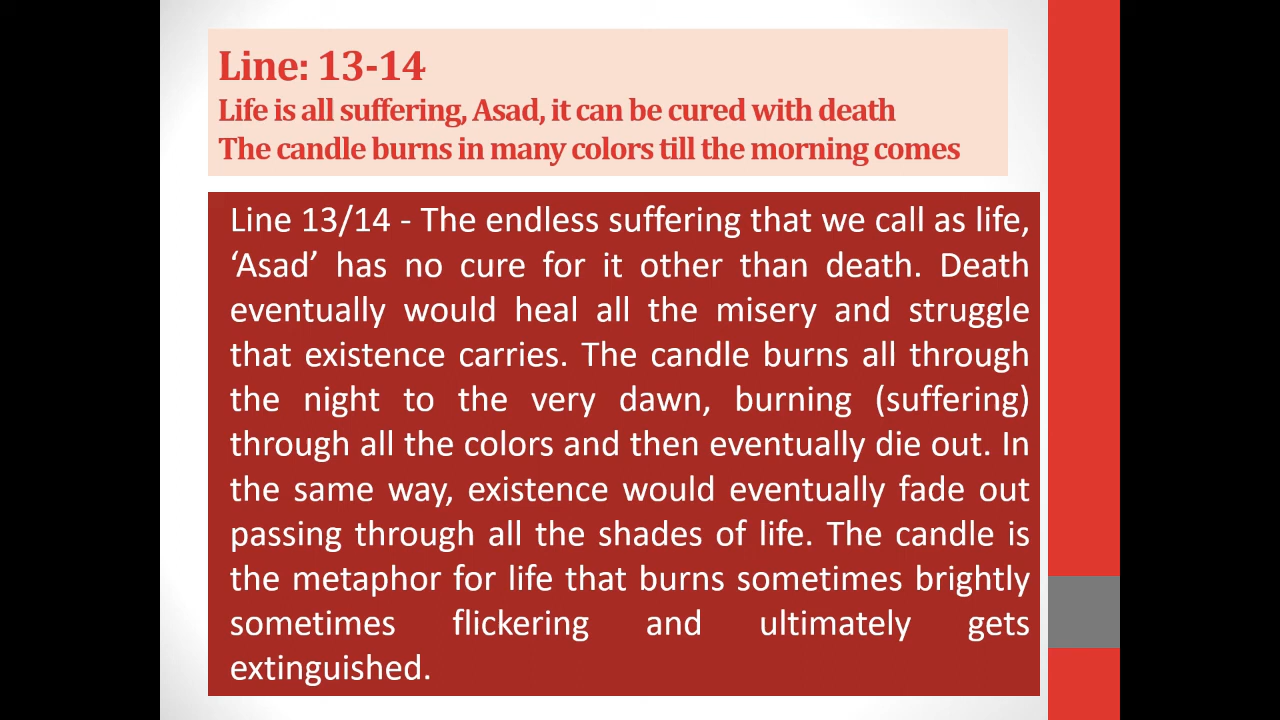 Line: 13-14
Life is all suffering, Asad, it can be cured with death
The candle burns in many colors till the morning comes
Line 13/14 - The endless suffering that we call as life,
‘Asad’ has no cure for it other than death. Death
eventually would heal all the misery and struggle
that existence carries. The candle burns all through
the night to the very dawn, burning (suffering)
through all the colors and then eventually die out. In
the same way, existence would eventually fade out
passing through all the shades of life. The candle is
the metaphor for life that burns sometimes brightly
sometimes flickering and ultimately gets
extinguished.